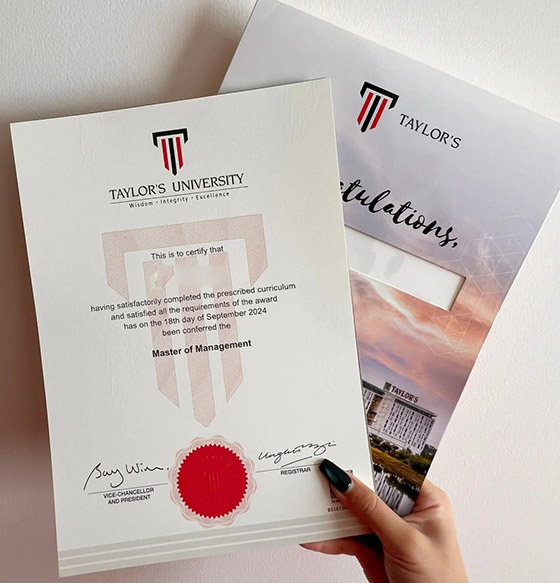 TAYLOR'S UNIVERSITY
Wisdom • Integrity • Excellence
This is to certify that
having satisfactorily completed the prescribed curriculum
and satisfied all the requirements of the award
has on the 18th day of September 2024
been conferred the
Master of Management
VICE-CHANCELLOR
AND PRESIDENT
REGISTRAR
TAYLOR'S
tulations,
TAYLOR'S